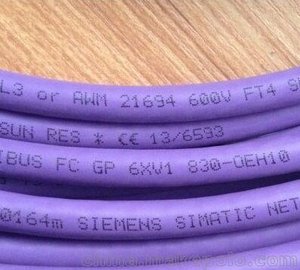 L3 or AWM 21694 600V FT4 S
SUN RES * CE 13/6593
IBUS FC GP 6XV1 830-0EH10
0164m SIEMENS SIMATIC NET